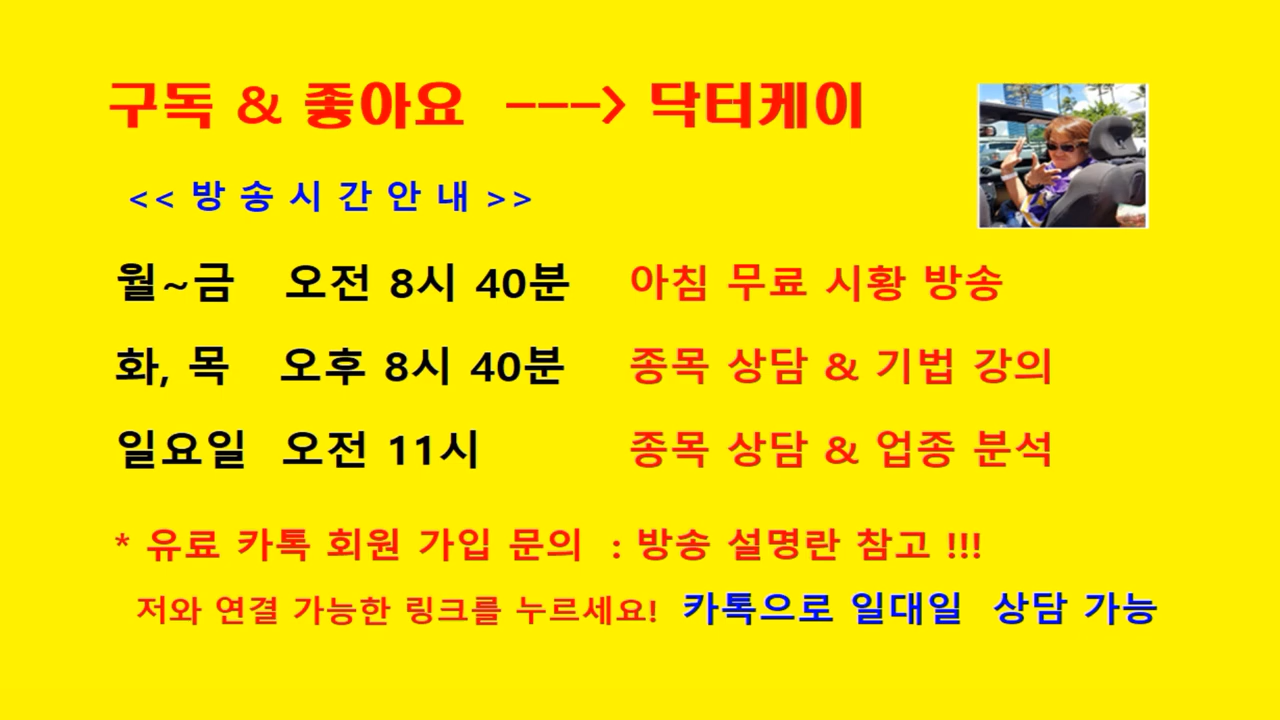 구독 & 좋아요 ---> 닥터케이
<< 방 송 시 간 안 내 >>
월~금 오전 8시 40분 아침 무료 시황 방송
화, 목 오후 8시 40분 종목 상담 & 기법 강의
일요일 오전 11시 종목 상담 & 업종 분석
* 유료 카톡 회원 가입 문의 : 방송 설명란 참고 !!!
저와 연결 가능한 링크를 누르세요! 카톡으로 일대일 상담 가능